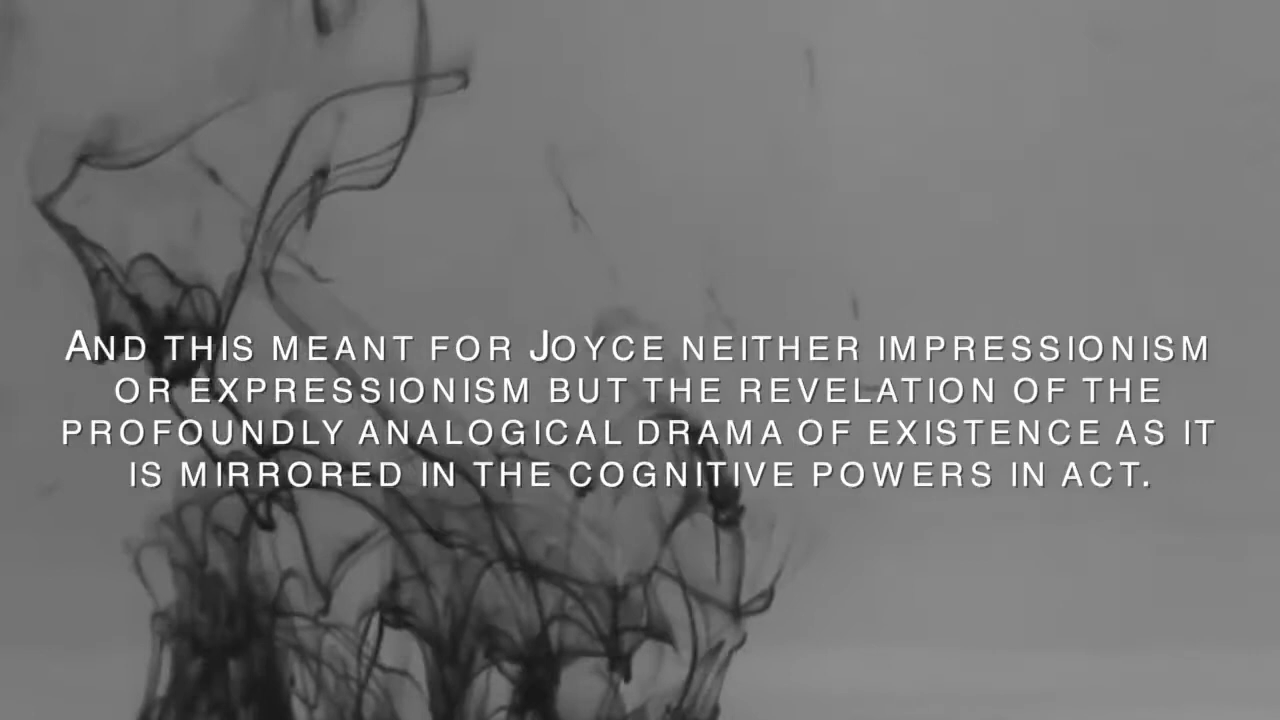 AND THIS MEANT FOR JOYCE NEITHER IMPRESSIONISM
OR EXPRESSIONISM BUT THE REVELATION OF THE
PROFOUNDLY ANALOGICAL DRAMA OF EXISTENCE AS IT
IS MIRRORED IN THE COGNITIVE POWERS IN ACT.